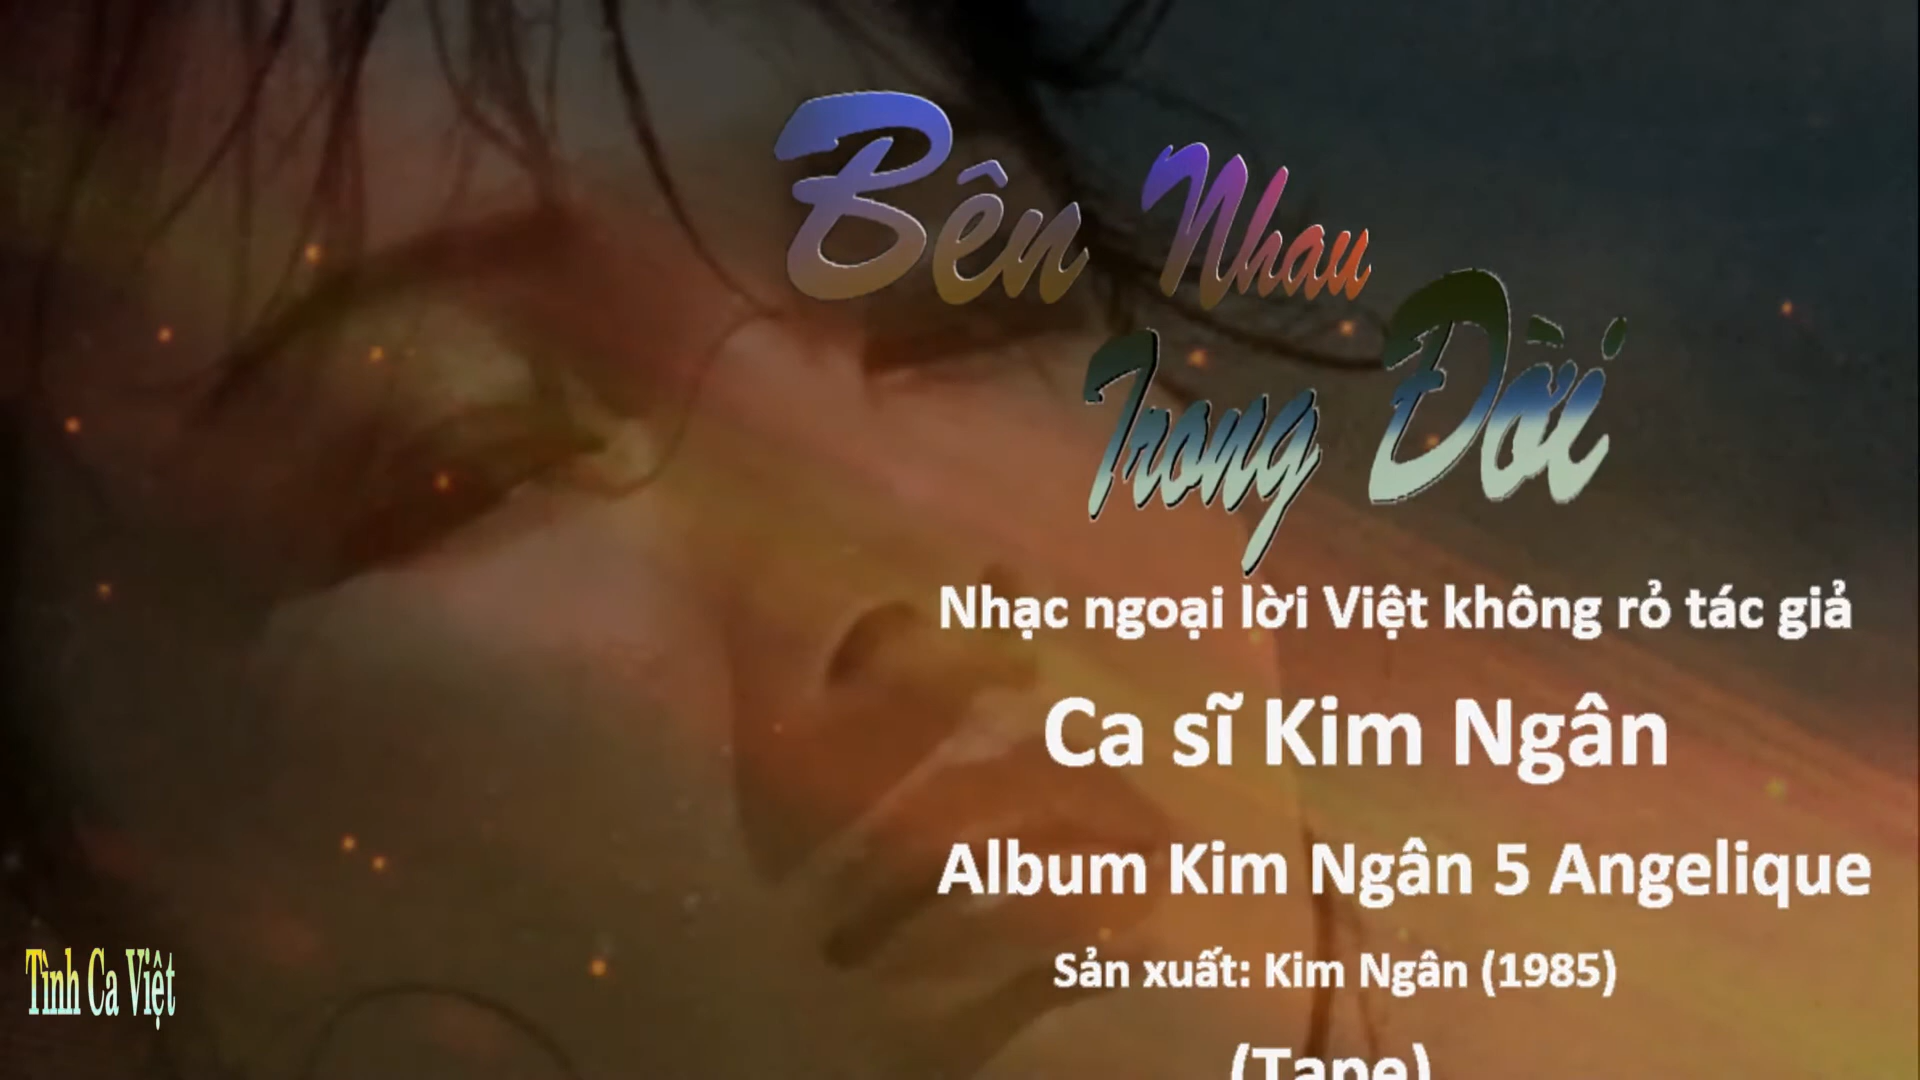 Bên Nhau
Trong Đời
Nhạc ngoại lời Việt không rỏ tác giả
Ca sĩ Kim Ngân
Album Kim Ngân 5 Angelique
Sản xuất: Kim Ngân (1985)
(Tape)
Tình Ca Việt